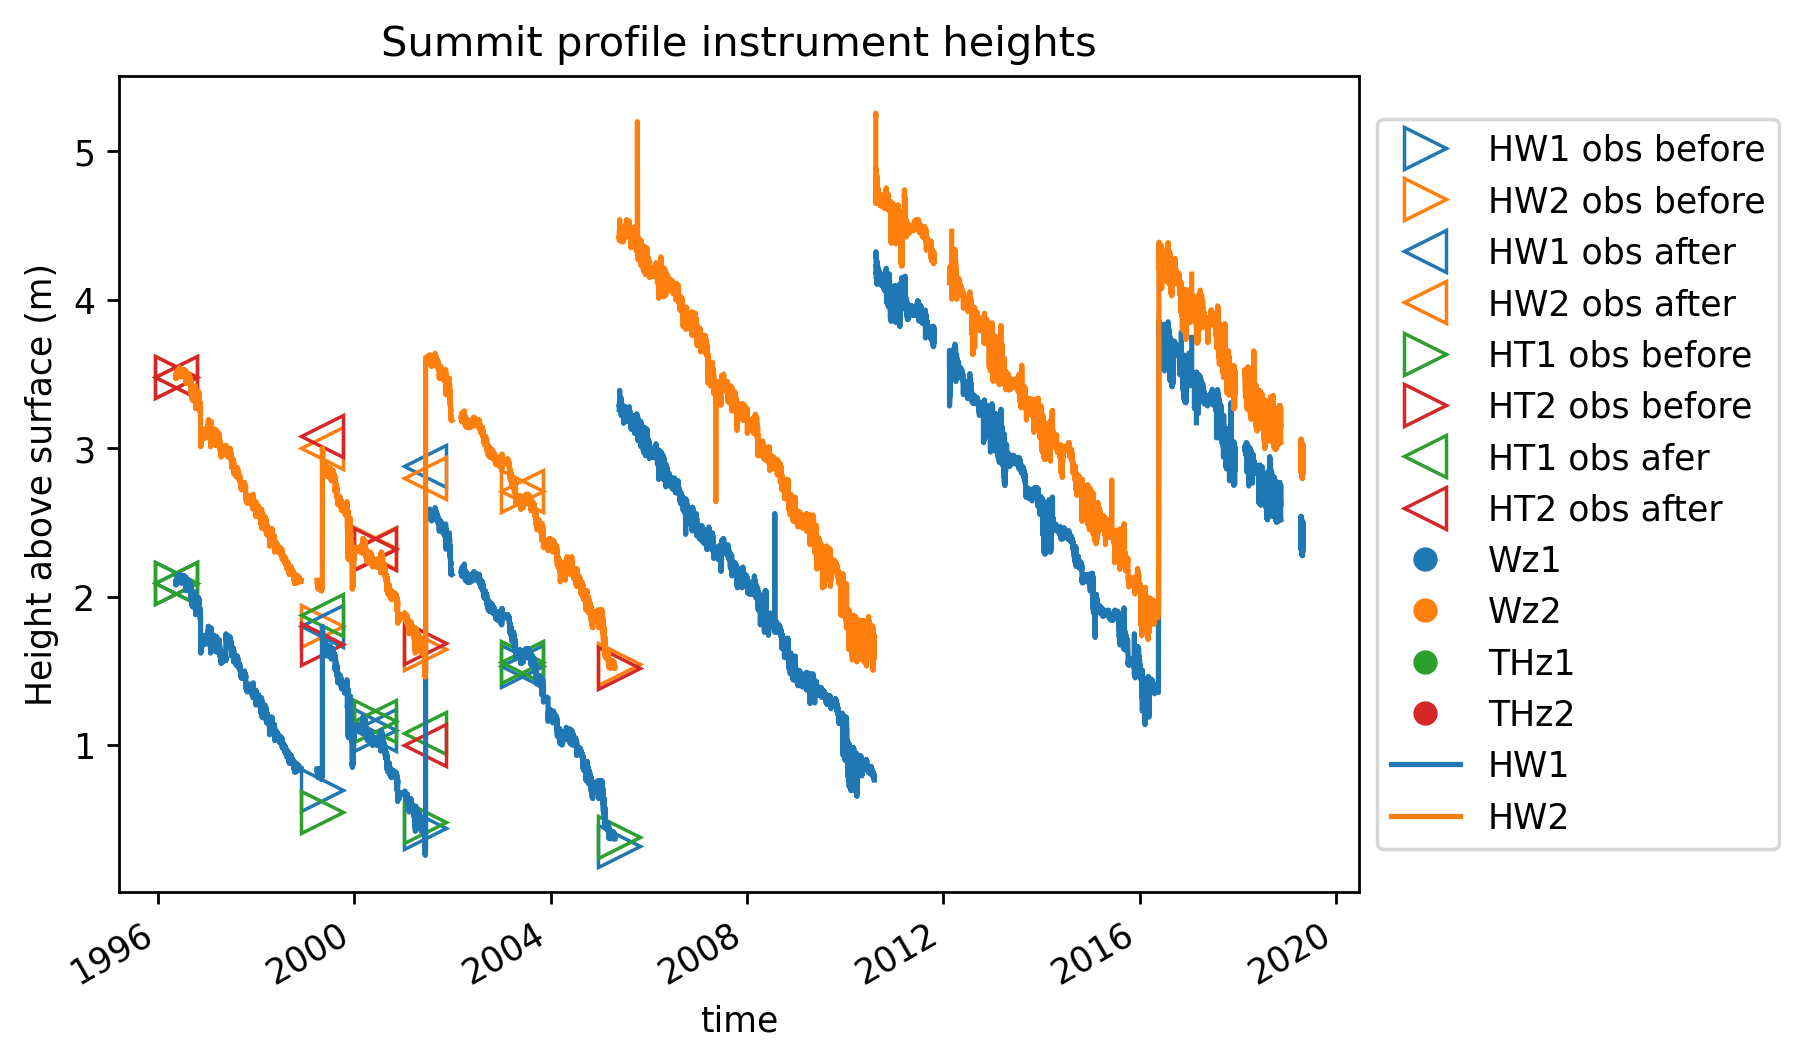 Summit profile instrument heights
Height above surface (m)
5
4
3
2
1
1996
2000
2004
2008
2012
2016
2020
time
HW1 obs before
HW2 obs before
HW1 obs after
HW2 obs after
HT1 obs before
HT2 obs before
HT1 obs afer
HT2 obs after
Wz1
Wz2
THz1
THz2
HW1
HW2